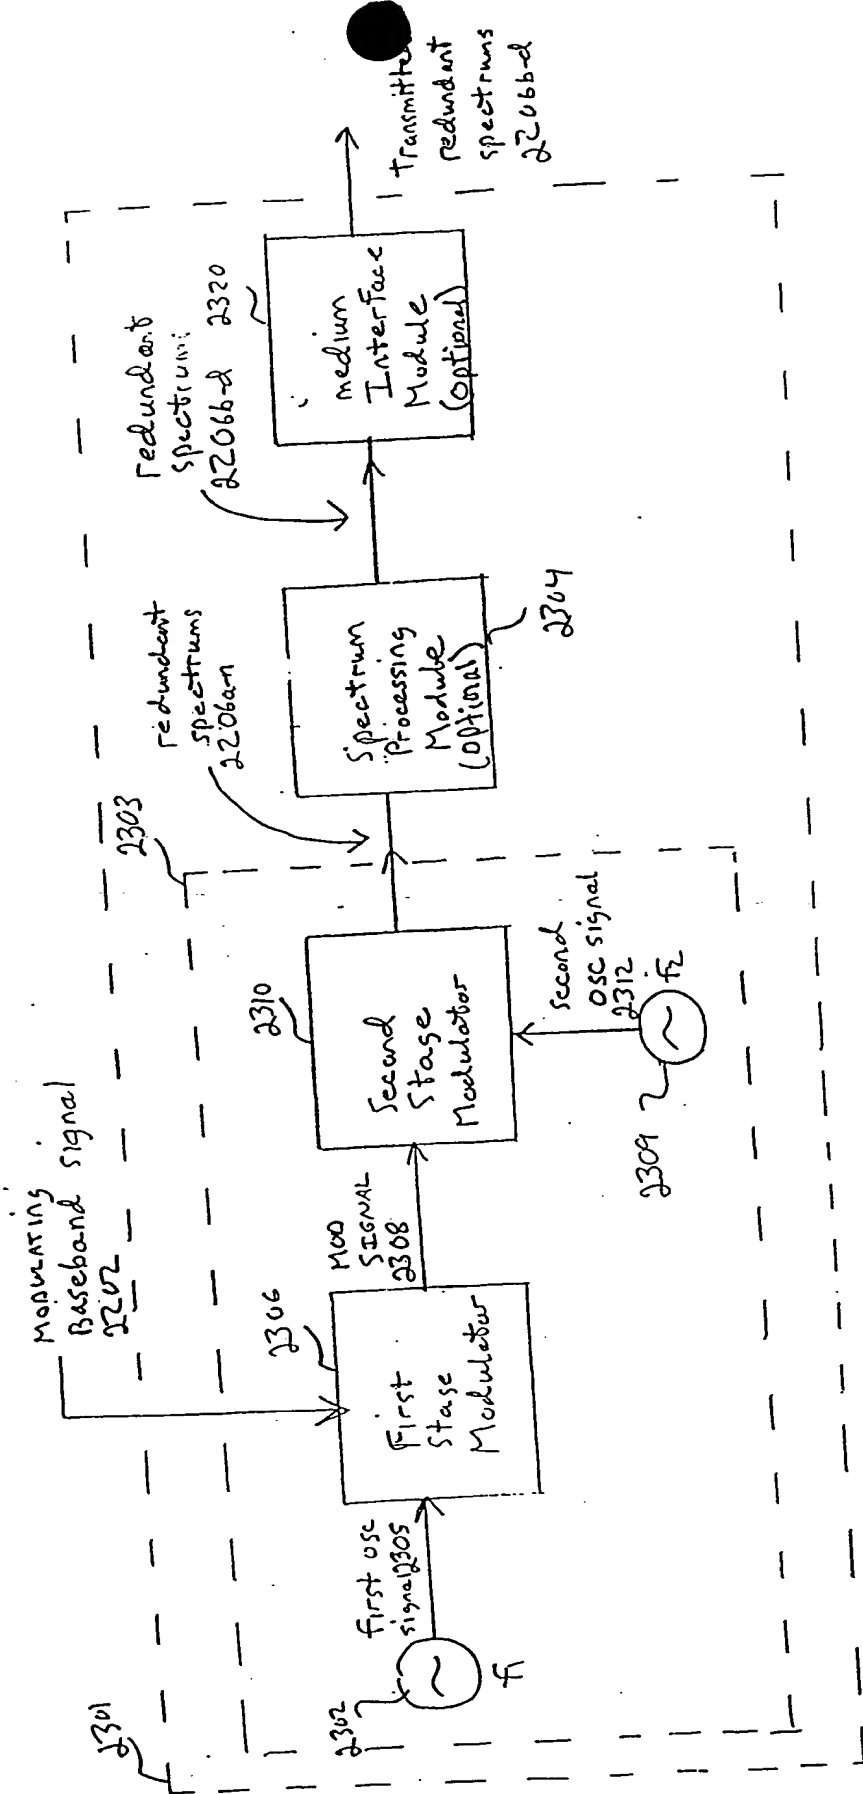 2301
MODULATING
Baseband signal
2202
2303
2302
F1
First osc
signal 2305
2306
First
Stage
Modulator
MOD
SIGNAL
2308
2310
Second
Stage
Modulator
second
osc signal
2312
2309
F2
redundant
spectrums
2206a-n
Spectrum
Processing
Module
(optional)
2304
redundant
spectrums
2206b-d
2320
medium
Interface
Module
(optional)
transmitted
redundant
spectrums
2206b-d